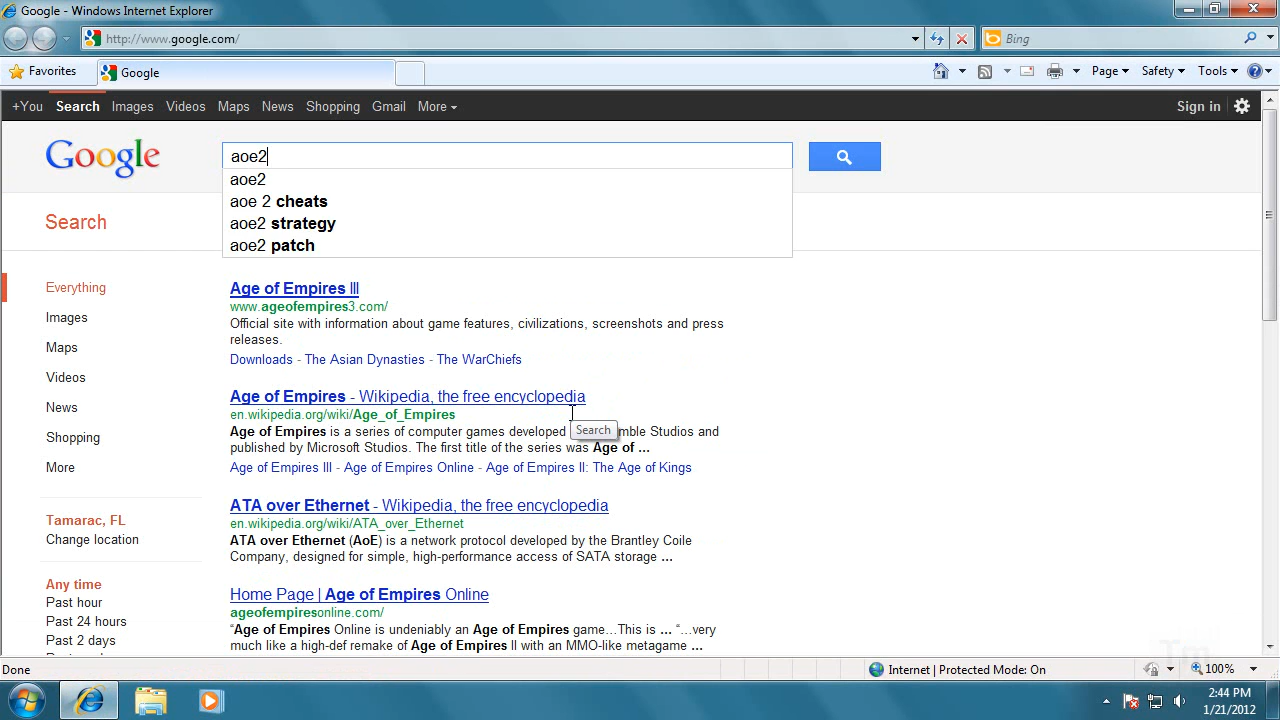 Google - Windows Internet Explorer
http://www.google.com/
Bing
Favorites
Google
Page
Safety
Tools
+You Search Images Videos Maps News Shopping Gmail More
Sign in
Google
aoe2
aoe2
aoe 2 cheats
aoe2 strategy
aoe2 patch
Search
Everything
Images
Maps
Videos
News
Shopping
More
Tamarac, FL
Change location
Any time
Past hour
Past 24 hours
Past 2 days
Age of Empires III
www.ageofempires3.com/
Official site with information about game features, civilizations, screenshots and press
releases.
Downloads - The Asian Dynasties - The WarChiefs
Age of Empires - Wikipedia, the free encyclopedia
en.wikipedia.org/wiki/Age_of_Empires
Age of Empires is a series of computer games developed mble Studios and
Search
published by Microsoft Studios. The first title of the series was Age of ...
Age of Empires III - Age of Empires Online - Age of Empires II: The Age of Kings
ATA over Ethernet - Wikipedia, the free encyclopedia
en.wikipedia.org/wiki/ATA_over_Ethernet
ATA over Ethernet (AoE) is a network protocol developed by the Brantley Coile
Company, designed for simple, high-performance access of SATA storage ...
Home Page | Age of Empires Online
ageofempiresonline.com/
“Age of Empires Online is undeniably an Age of Empires game…This is ... “…very
much like a high-def remake of Age of Empires II with an MMO-like metagame ...
Tm
Done
Internet | Protected Mode: On
100%
2:44 PM
1/21/2012